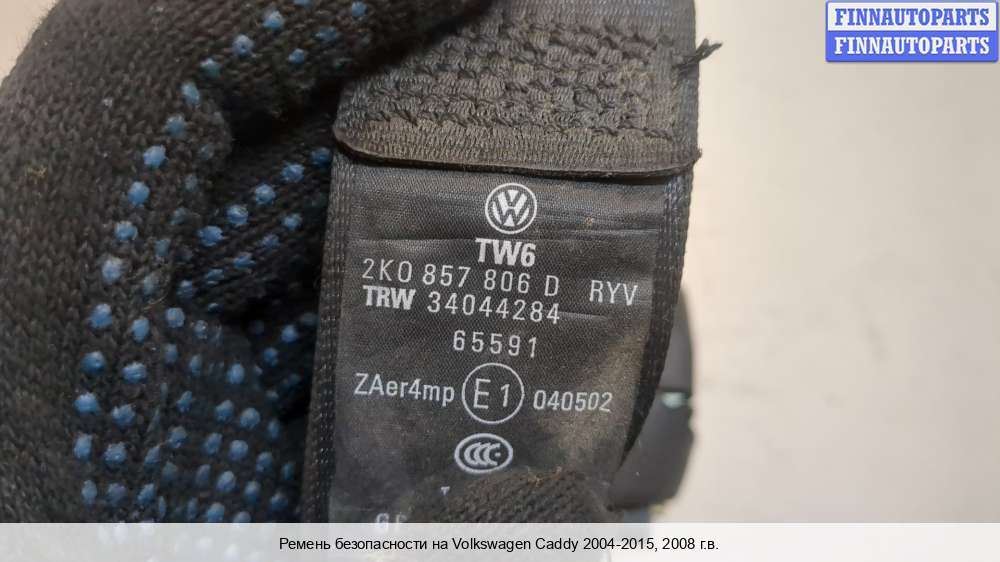 FINNAUTOPARTS
FINNAUTOPARTS
TW6
2K0 857 806 D RYV
TRW 34044284
65591
ZAer4mp E1 040502
Ремень безопасности на Volkswagen Caddy 2004-2015, 2008 г.в.